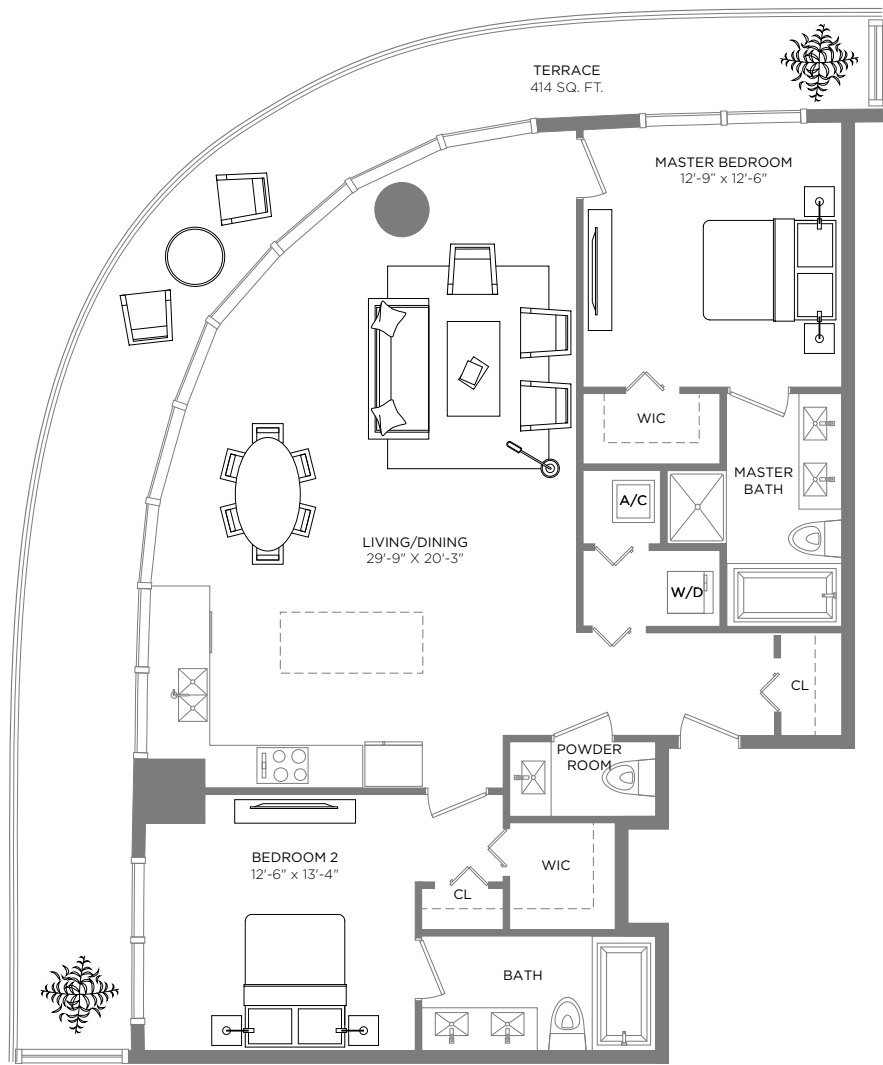 TERRACE
414 SQ. FT.
MASTER BEDROOM
12'-9" x 12'-6"
WIC
MASTER
BATH
A/C
LIVING/DINING
29'-9" X 20'-3"
W/D
CL
POWDER
ROOM
BEDROOM 2
12'-6" x 13'-4"
WIC
CL
BATH